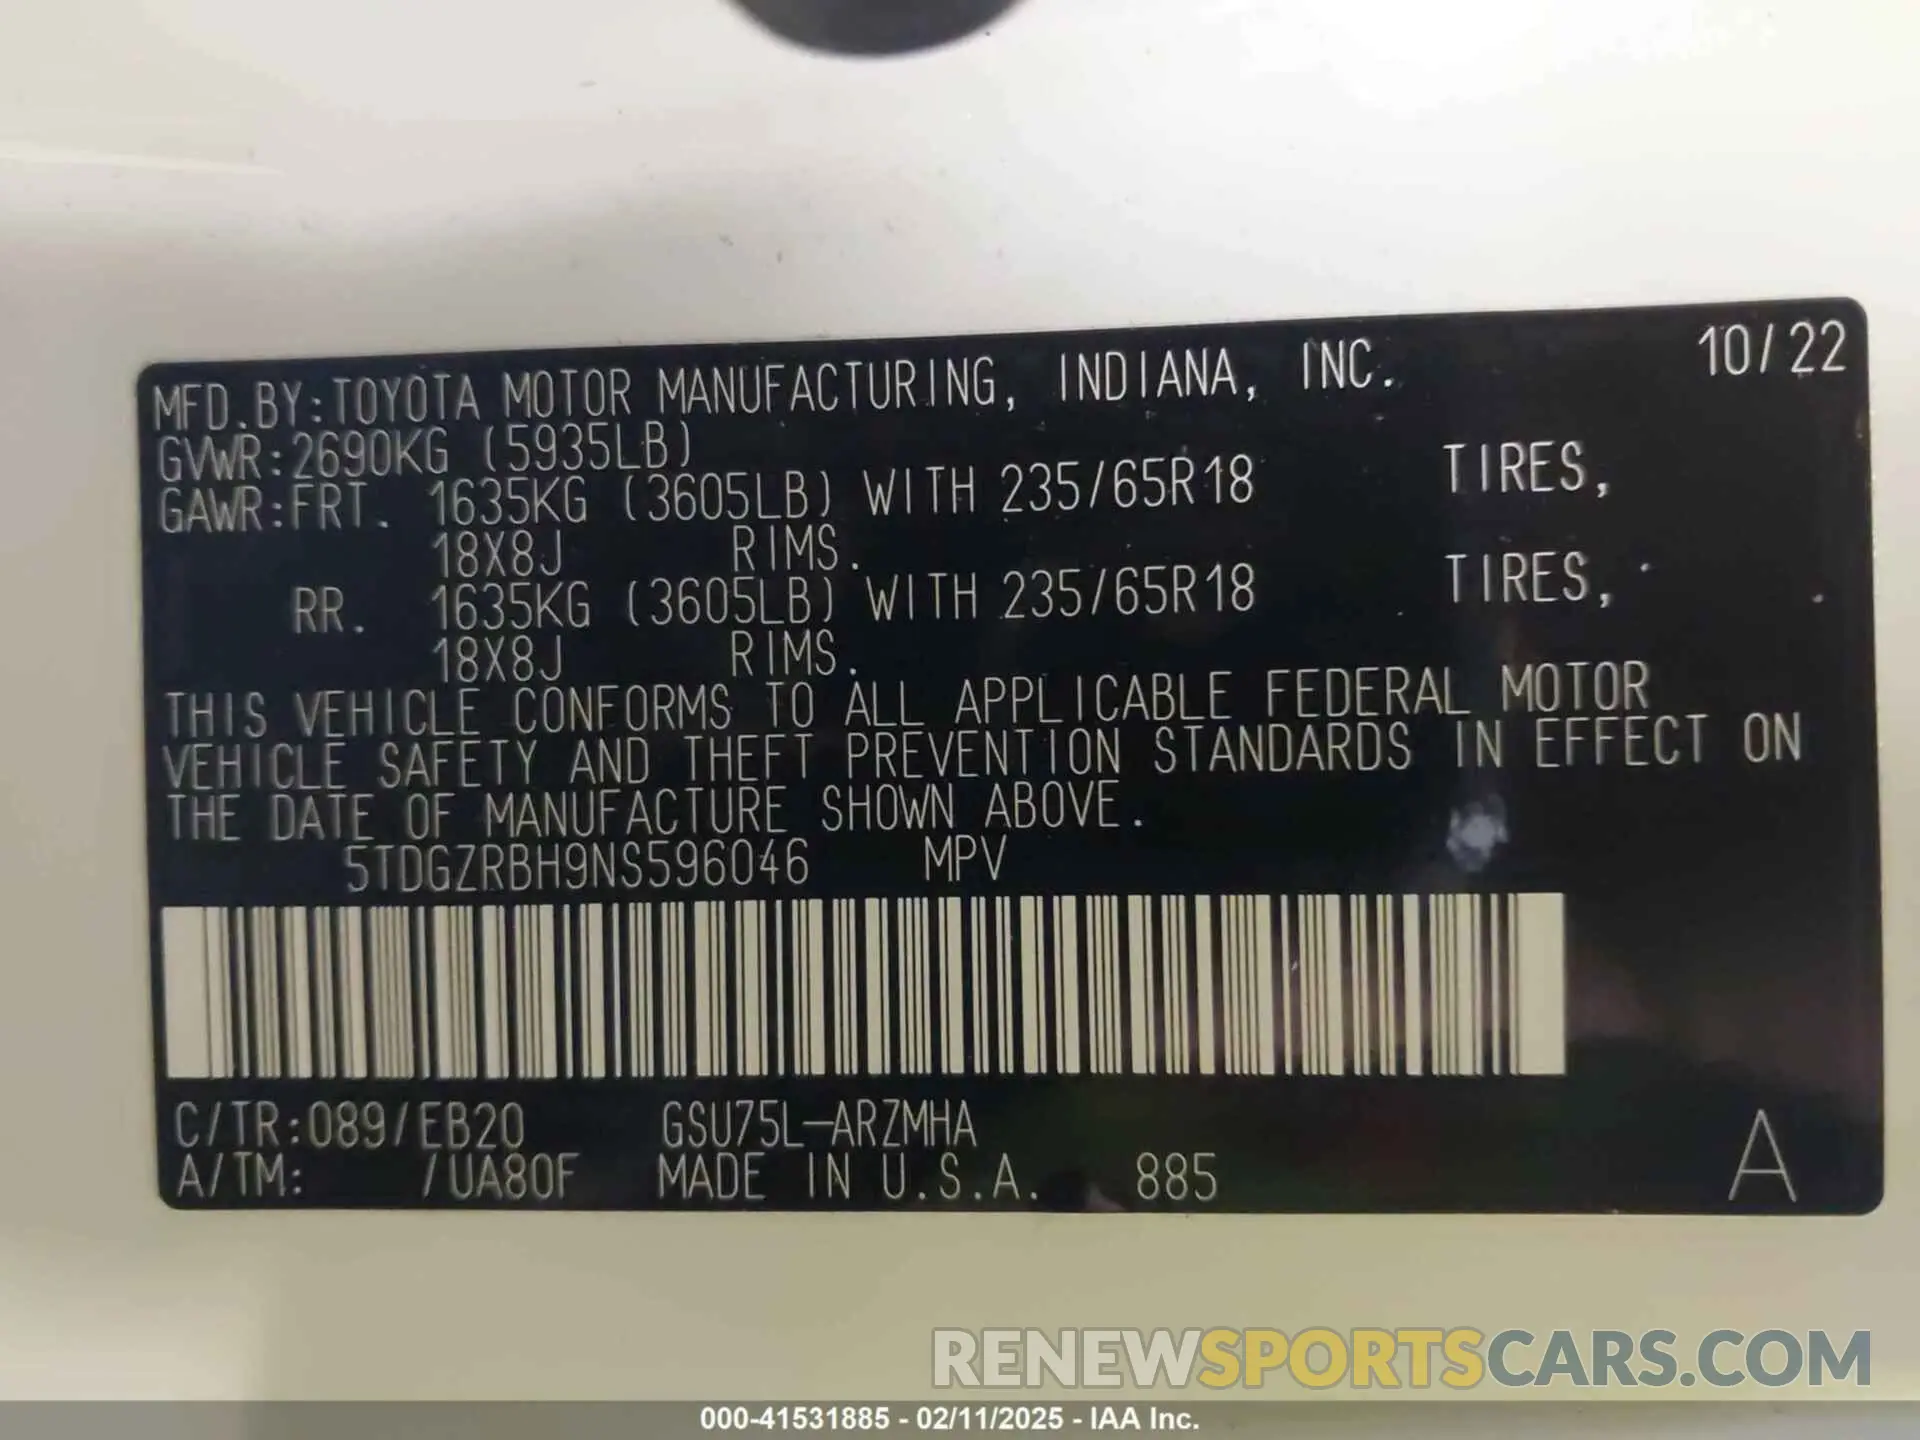 MFD.BY:TOYOTA MOTOR MANUFACTURING, INDIANA, INC. 10/22
GVWR:2690KG (5935LB)
GAWR:FRT. 1635KG (3605LB) WITH 235/65R18 TIRES,
18X8J RIMS.
RR. 1635KG (3605LB) WITH 235/65R18 TIRES,
18X8J RIMS.
THIS VEHICLE CONFORMS TO ALL APPLICABLE FEDERAL MOTOR
VEHICLE SAFETY AND THEFT PREVENTION STANDARDS IN EFFECT ON
THE DATE OF MANUFACTURE SHOWN ABOVE.
5TDGZRBH9NS596046 MPV
C/TR:089/EB20 GSU75L-ARZMHA
A/TM: /UA80F MADE IN U.S.A. 885 A
RENEWSPORTSCARS.COM
000-41531885 - 02/11/2025 - IAA Inc.